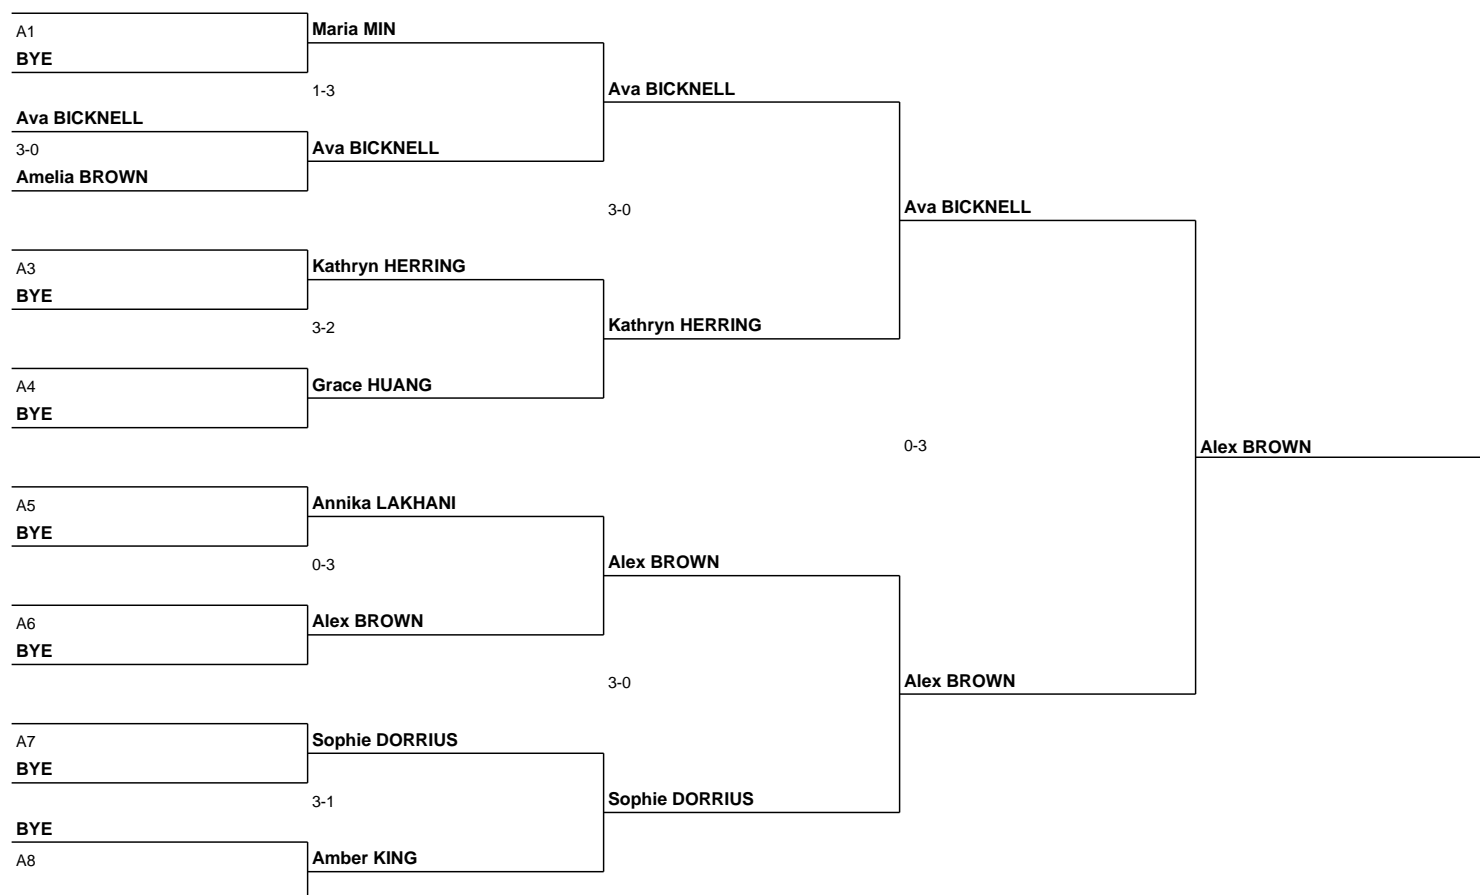 A1
BYE
Maria MIN
1-3
Ava BICKNELL
3-0
Amelia BROWN
Ava BICKNELL
Ava BICKNELL
3-0
A3
BYE
Kathryn HERRING
3-2
A4
BYE
Grace HUANG
Kathryn HERRING
Ava BICKNELL
0-3
A5
BYE
Annika LAKHANI
0-3
A6
BYE
Alex BROWN
Alex BROWN
3-0
A7
BYE
Sophie DORRIUS
3-1
BYE
A8
Amber KING
Sophie DORRIUS
Alex BROWN
Alex BROWN